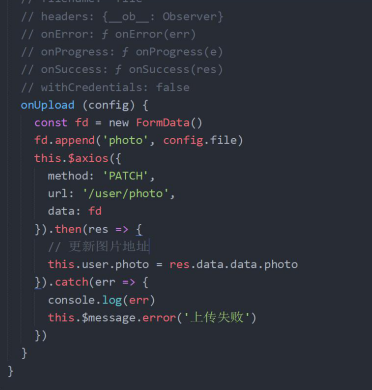 // filename: "file"
// headers: {__ob__: Observer}
// onError: ƒ onError(err)
// onProgress: ƒ onProgress(e)
// onSuccess: ƒ onSuccess(res)
// withCredentials: false
onUpload (config) {
const fd = new FormData()
fd.append('photo', config.file)
this.$axios({
method: 'PATCH',
url: '/user/photo',
data: fd
}).then(res => {
// 更新图片地址
this.user.photo = res.data.data.photo
}).catch(err => {
console.log(err)
this.$message.error('上传失败')
})
}
}